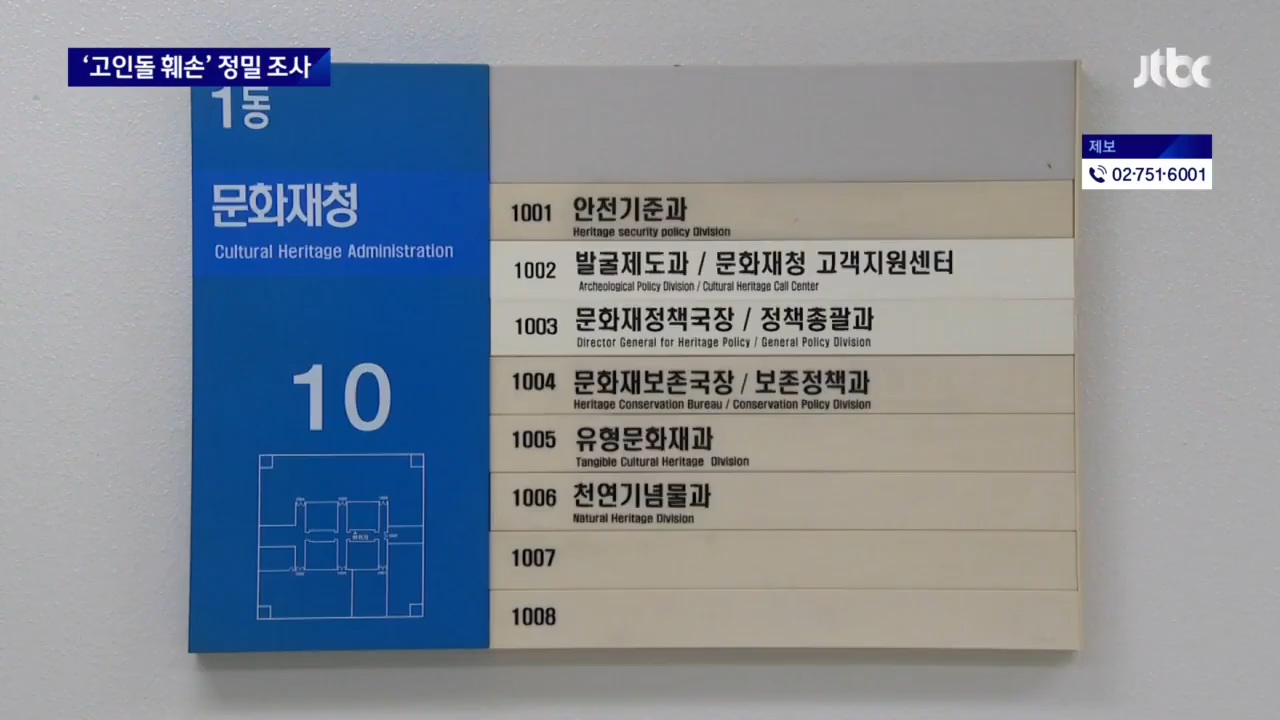 ‘고인돌 훼손’ 정밀 조사
jtbc
제보
02·751·6001
1동
문화재청
Cultural Heritage Administration
10
1001 안전기준과
Heritage security policy Division
1002 발굴제도과 / 문화재청 고객지원센터
Archeological Policy Division / Cultural Heritage Call Center
1003 문화재정책국장 / 정책총괄과
Director General for Heritage Policy / General Policy Division
1004 문화재보존국장 / 보존정책과
Heritage Conservation Bureau / Conservation Policy Division
1005 유형문화재과
Tangible Cultural Heritage Division
1006 천연기념물과
Natural Heritage Division
1007
1008